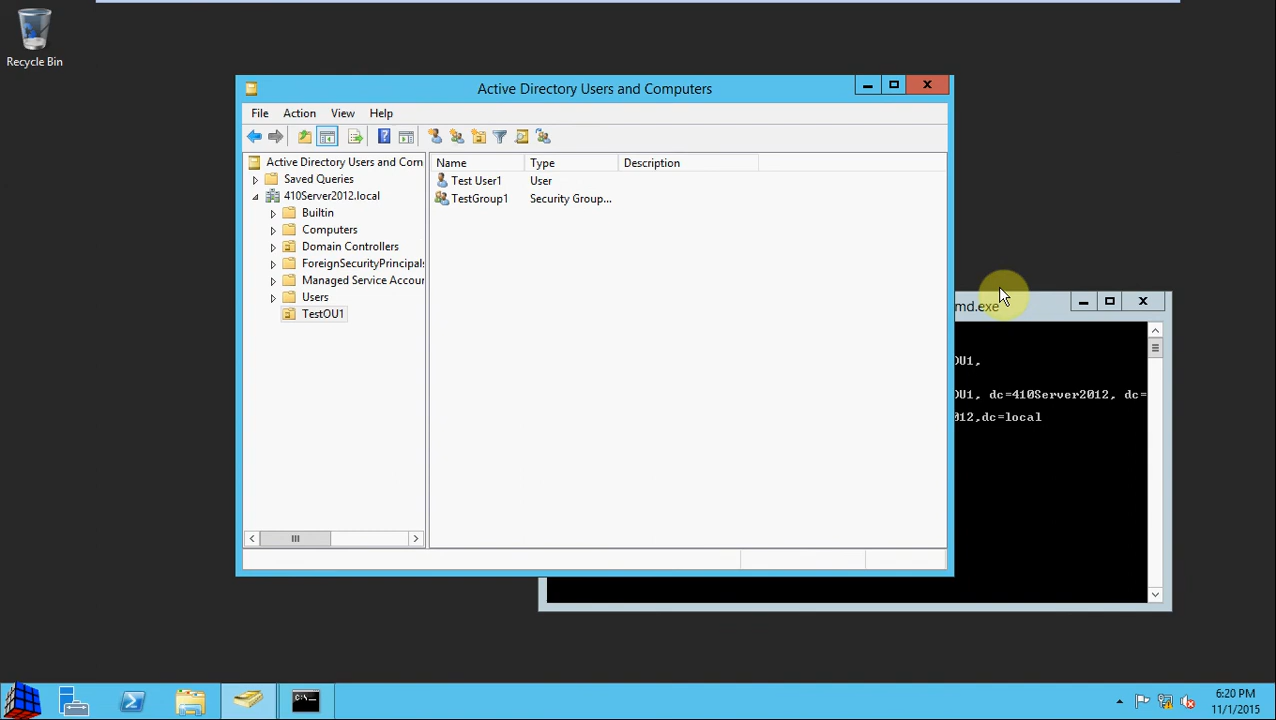 Recycle Bin
Active Directory Users and Computers
File Action View Help
Active Directory Users and Com
Saved Queries
410Server2012.local
Builtin
Computers
Domain Controllers
ForeignSecurityPrincipals
Managed Service Accour
Users
TestOU1
Name Type Description
Test User1 User
TestGroup1 Security Group...
md.exe
OU1,
OU1, dc=410Server2012, dc=
12,dc=local
C:\_
6:20 PM
11/1/2015